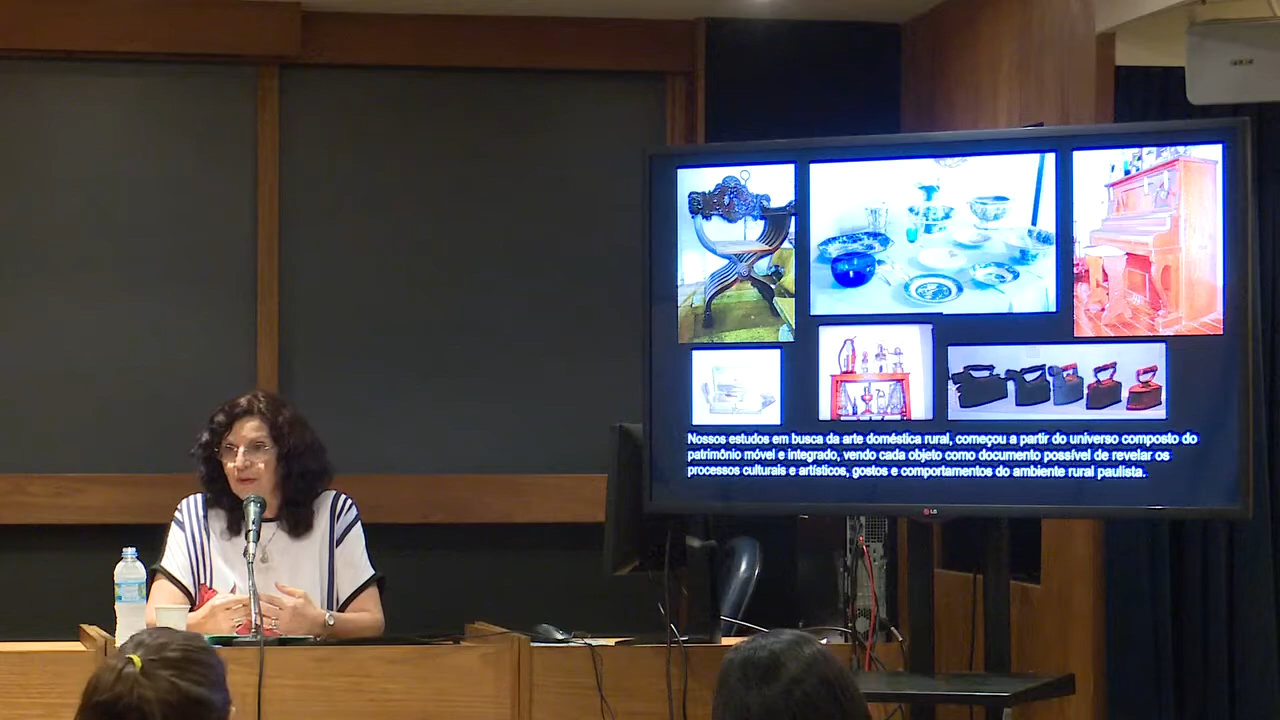 Nossos estudos em busca da arte doméstica rural, começou a partir do universo composto do
patrimônio móvel e integrado, vendo cada objeto como documento possível de revelar os
processos culturais e artísticos, gostos e comportamentos do ambiente rural paulista.
LG